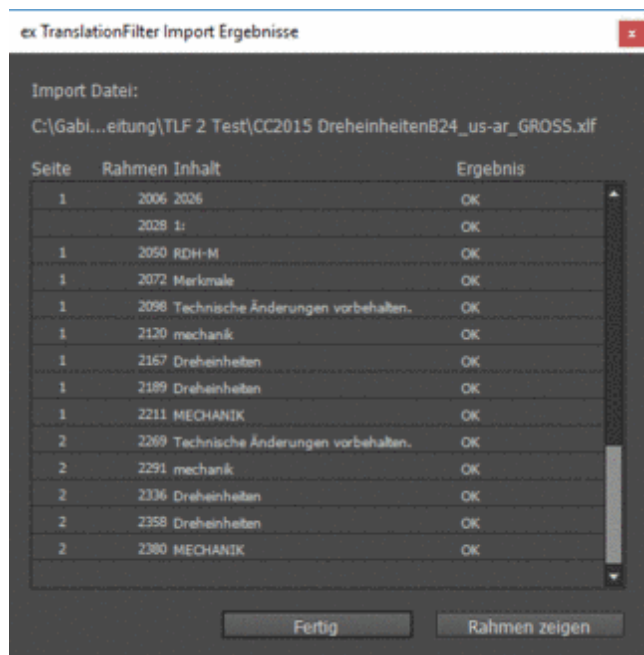 ex TranslationFilter Import Ergebnisse
x
Import Datei:
C:\Gabi...eitung\TLF 2 Test\CC2015 DreheinheitenB24_us-ar_GROSS.xlf
Seite Rahmen Inhalt Ergebnis
1 2006 2026 OK
2028 1: OK
1 2050 RDH-M OK
1 2072 Merkmale OK
1 2098 Technische Änderungen vorbehalten. OK
1 2120 mechanik OK
1 2167 Dreheinheiten OK
1 2189 Dreheinheiten OK
1 2211 MECHANIK OK
2 2269 Technische Änderungen vorbehalten. OK
2 2291 mechanik OK
2 2336 Dreheinheiten OK
2 2358 Dreheinheiten OK
2 2380 MECHANIK OK
Fertig Rahmen zeigen